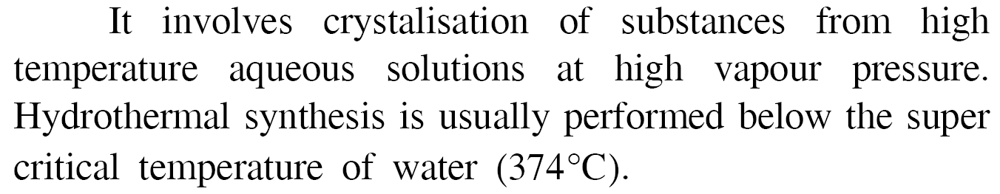 It involves crystalisation of substances from high
temperature aqueous solutions at high vapour pressure.
Hydrothermal synthesis is usually performed below the super
critical temperature of water (374°C).